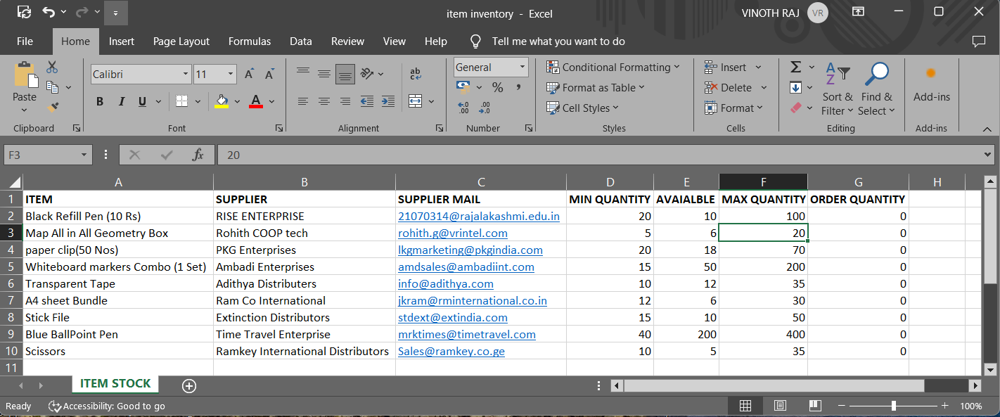 item inventory - Excel
VINOTH RAJ VR
File Home Insert Page Layout Formulas Data Review View Help Tell me what you want to do
Paste
Clipboard
Calibri 11
B I U A
Font
ab
Alignment
General
% ,
Number
Conditional Formatting
Format as Table
Cell Styles
Styles
Insert
Delete
Format
Cells
Sort & Filter
Find & Select
Editing
Add-ins
Add-ins
F3 fx 20
A B C D E F G H
1 ITEM SUPPLIER SUPPLIER MAIL MIN QUANTITY AVAIALBLE MAX QUANTITY ORDER QUANTITY
2 Black Refill Pen (10 Rs) RISE ENTERPRISE 21070314@rajalakashmi.edu.in 20 10 100 0
3 Map All in All Geometry Box Rohith COOP tech rohith.g@vrintel.com 5 6 20 0
4 paper clip(50 Nos) PKG Enterprises lkgmarketing@pkgindia.com 20 18 70 0
5 Whiteboard markers Combo (1 Set) Ambadi Enterprises amdsales@ambadiint.com 15 50 200 0
6 Transparent Tape Adithya Distributers info@adithya.com 10 12 35 0
7 A4 sheet Bundle Ram Co International jkram@rminternational.co.in 12 6 30 0
8 Stick File Extinction Distributors stdext@extindia.com 15 10 50 0
9 Blue BallPoint Pen Time Travel Enterprise mrktimes@timetravel.com 40 200 400 0
10 Scissors Ramkey International Distributors Sales@ramkey.co.ge 10 5 35 0
11
ITEM STOCK
Ready Accessibility: Good to go 100%